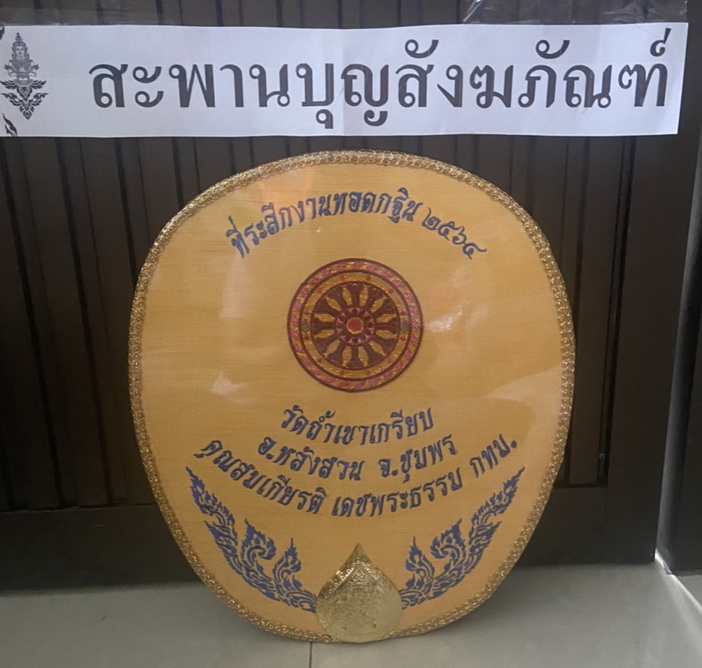 สะพานบุญสังฆภัณฑ์
ที่ระลึกงานทอดกฐิน ๒๕๖๔
วัดถ้ำเขาเกรียบ
อ.หลังสวน จ.ชุมพร
คุณสมเกียรติ เดชพระธรรม กทม.